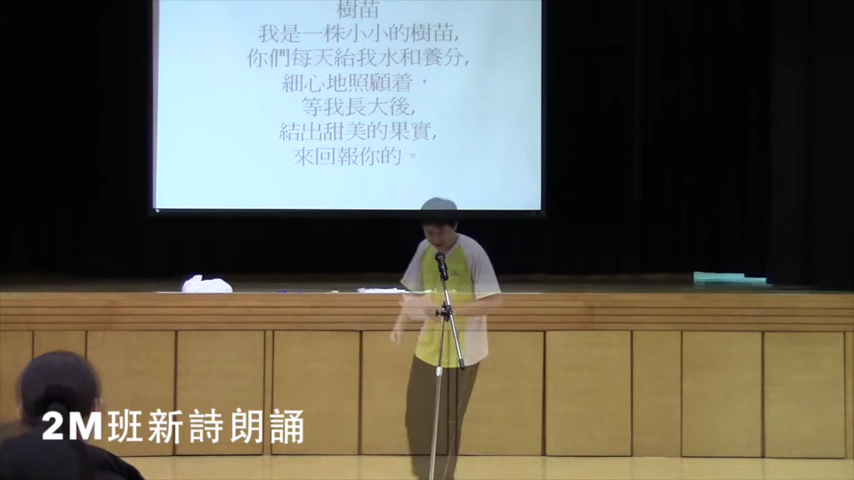 樹苗
我是一株小小的樹苗,
你們每天給我水和養分,
細心地照顧着，
等我長大後,
結出甜美的果實,
來回報你的。
2M班新詩朗誦